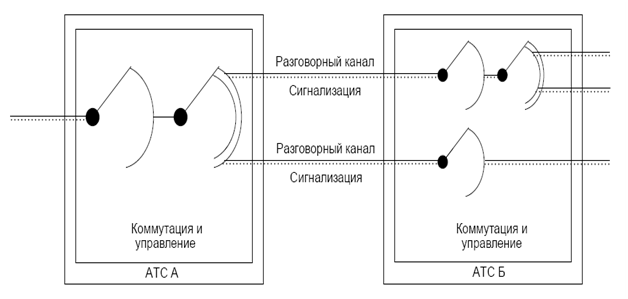 Разговорный канал
Сигнализация
Разговорный канал
Сигнализация
Коммутация и
управление
АТС А
Коммутация и
управление
АТС Б